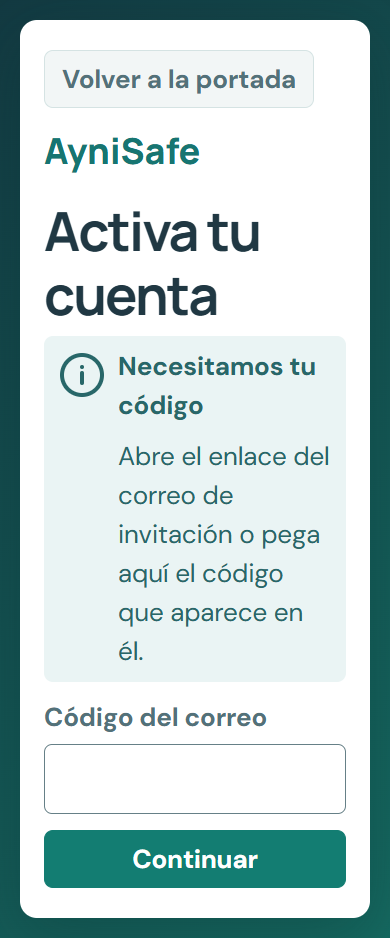 Volver a la portada
AyniSafe
Activa tu
cuenta
Necesitamos tu
código
Abre el enlace del
correo de
invitación o pega
aquí el código
que aparece en
él.
Código del correo
Continuar